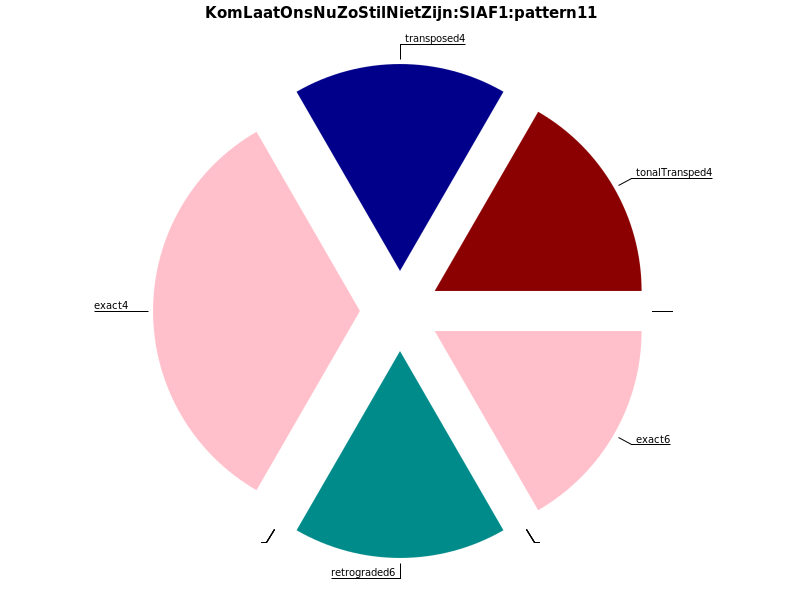 KomLaatOnsNuZoStilNietZijn:SIAF1:pattern11
transposed4
tonalTransped4
exact4
exact6
retrograded6